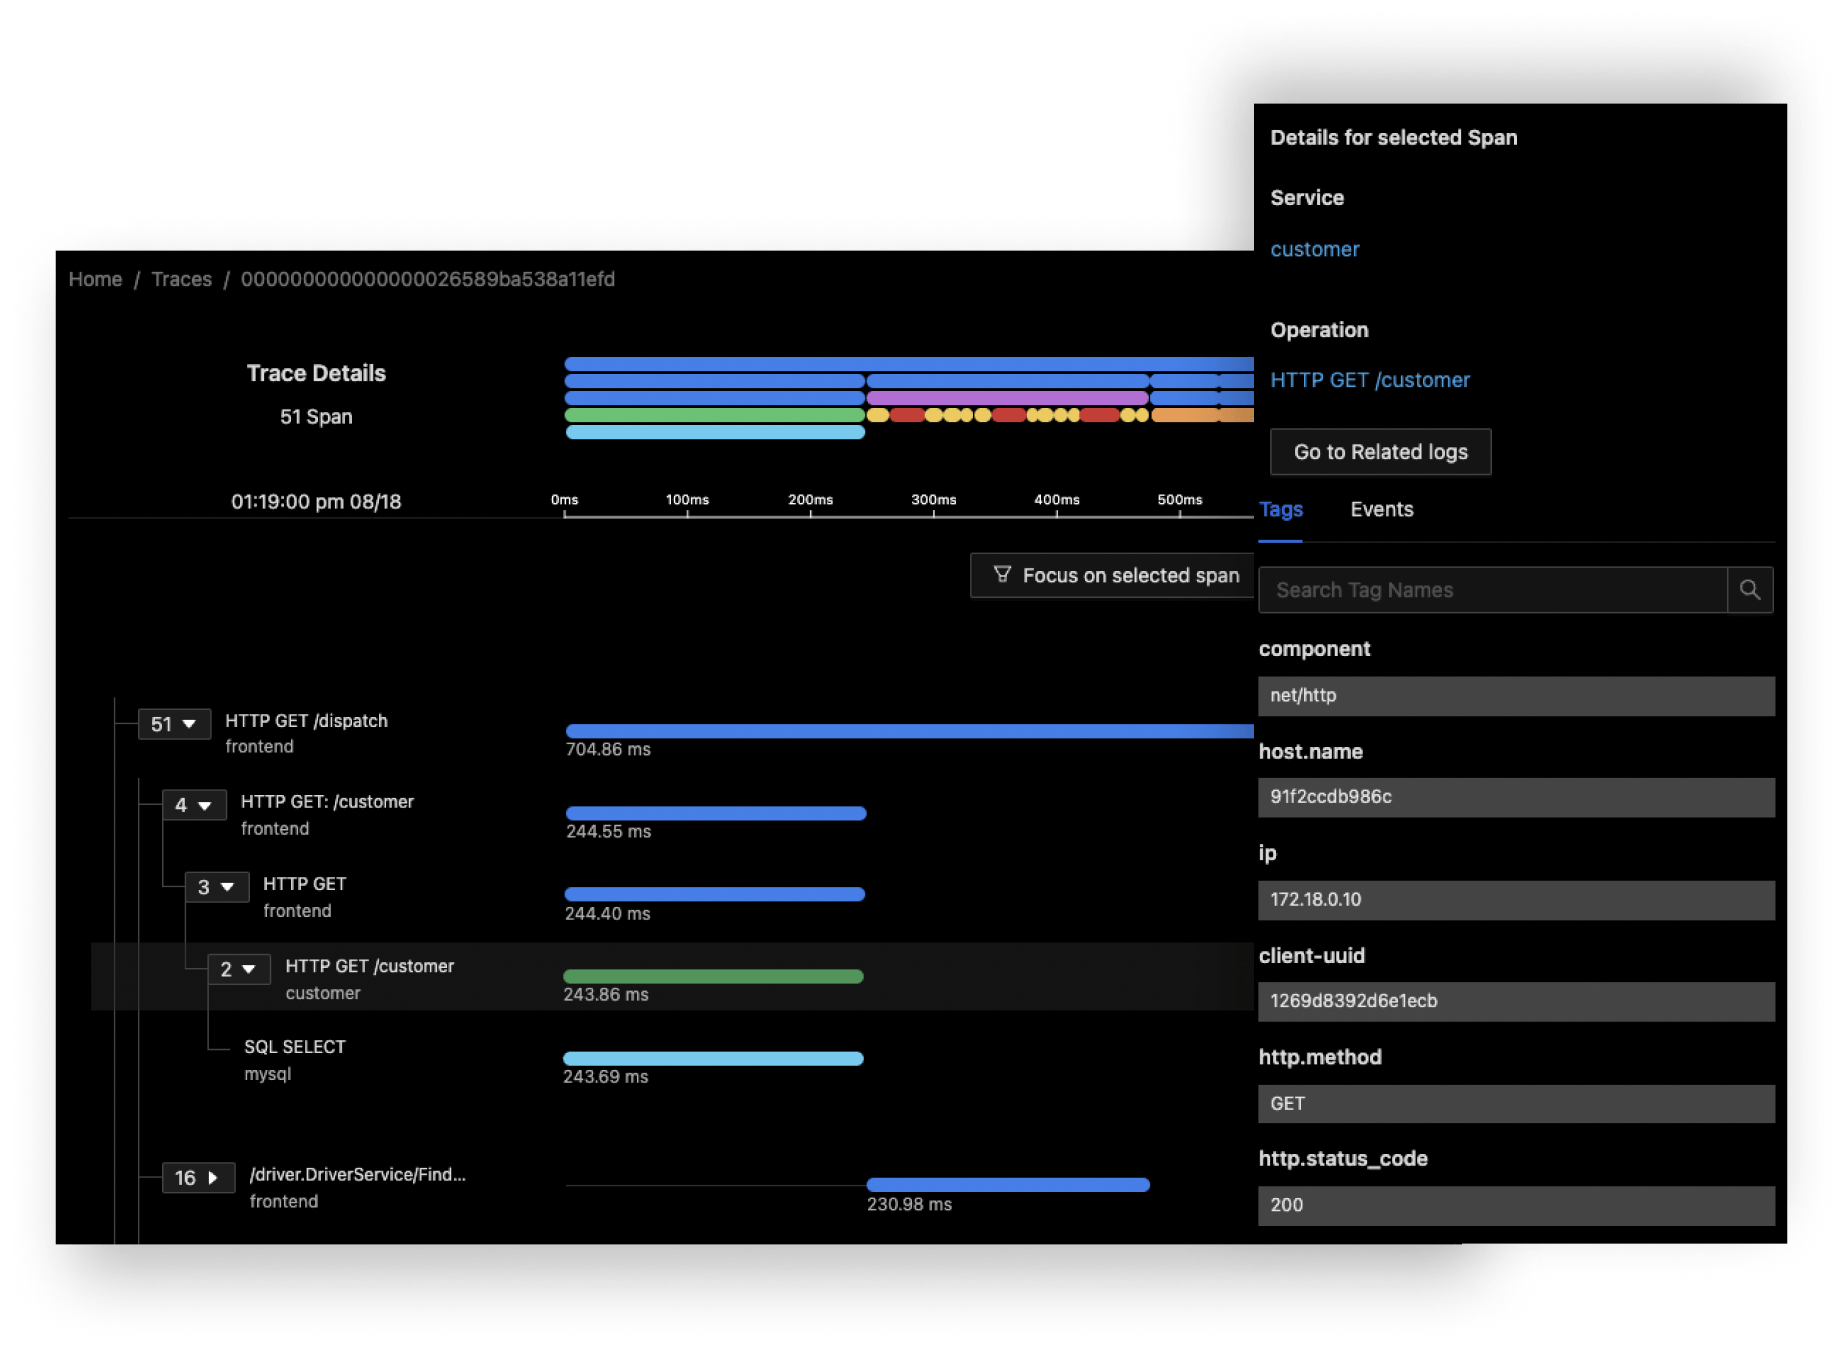 Home / Traces / 000000000000000026589ba538a11efd
Trace Details
51 Span
01:19:00 pm 08/18
0ms 100ms 200ms 300ms 400ms 500ms
Focus on selected span
51 HTTP GET /dispatch
frontend
704.86 ms
4 HTTP GET: /customer
frontend
244.55 ms
3 HTTP GET
frontend
244.40 ms
2 HTTP GET /customer
customer
243.86 ms
SQL SELECT
mysql
243.69 ms
16 /driver.DriverService/Find...
frontend
230.98 ms
Details for selected Span
Service
customer
Operation
HTTP GET /customer
Go to Related logs
Tags Events
Search Tag Names
component
net/http
host.name
91f2ccdb986c
ip
172.18.0.10
client-uuid
1269d8392d6e1ecb
http.method
GET
http.status_code
200